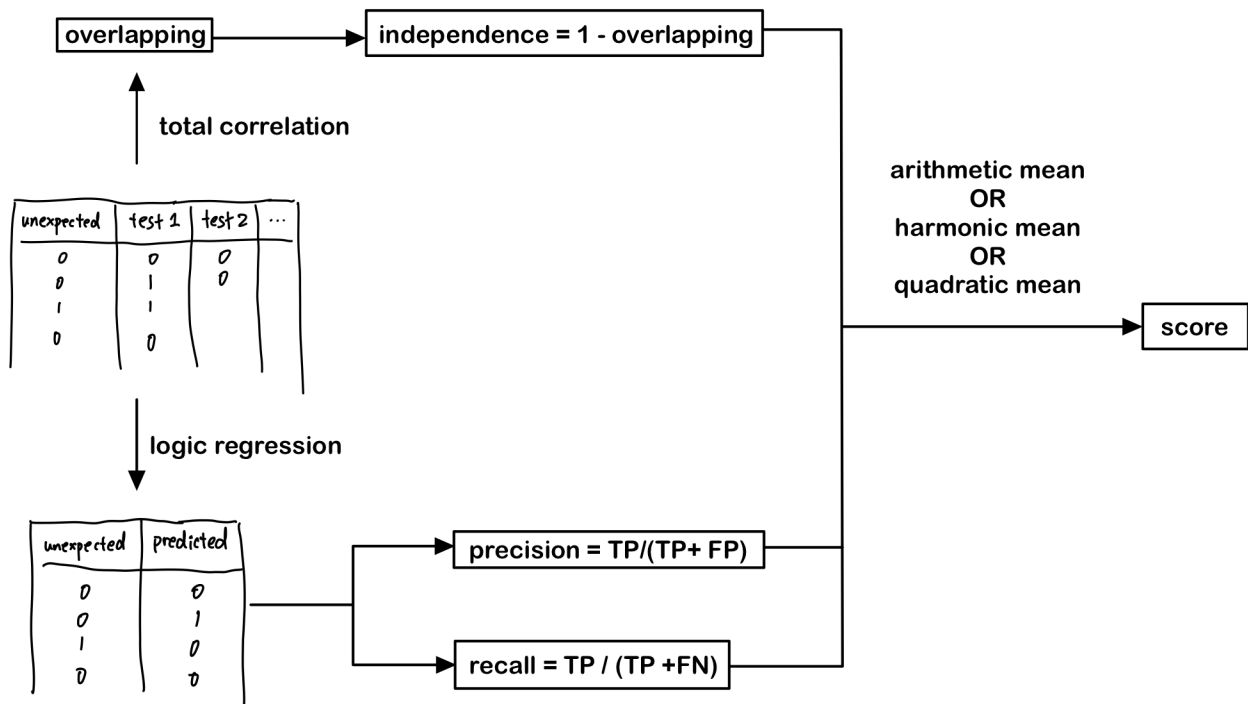 overlapping
independence = 1 - overlapping
total correlation
arithmetic mean
OR
harmonic mean
OR
quadratic mean
score
unexpected test 1 test 2 ...
0 0 0
0 1 0
1 1
0 0
logic regression
unexpected predicted
0 0
0 1
1 0
0 0
precision = TP/(TP+ FP)
recall = TP / (TP +FN)